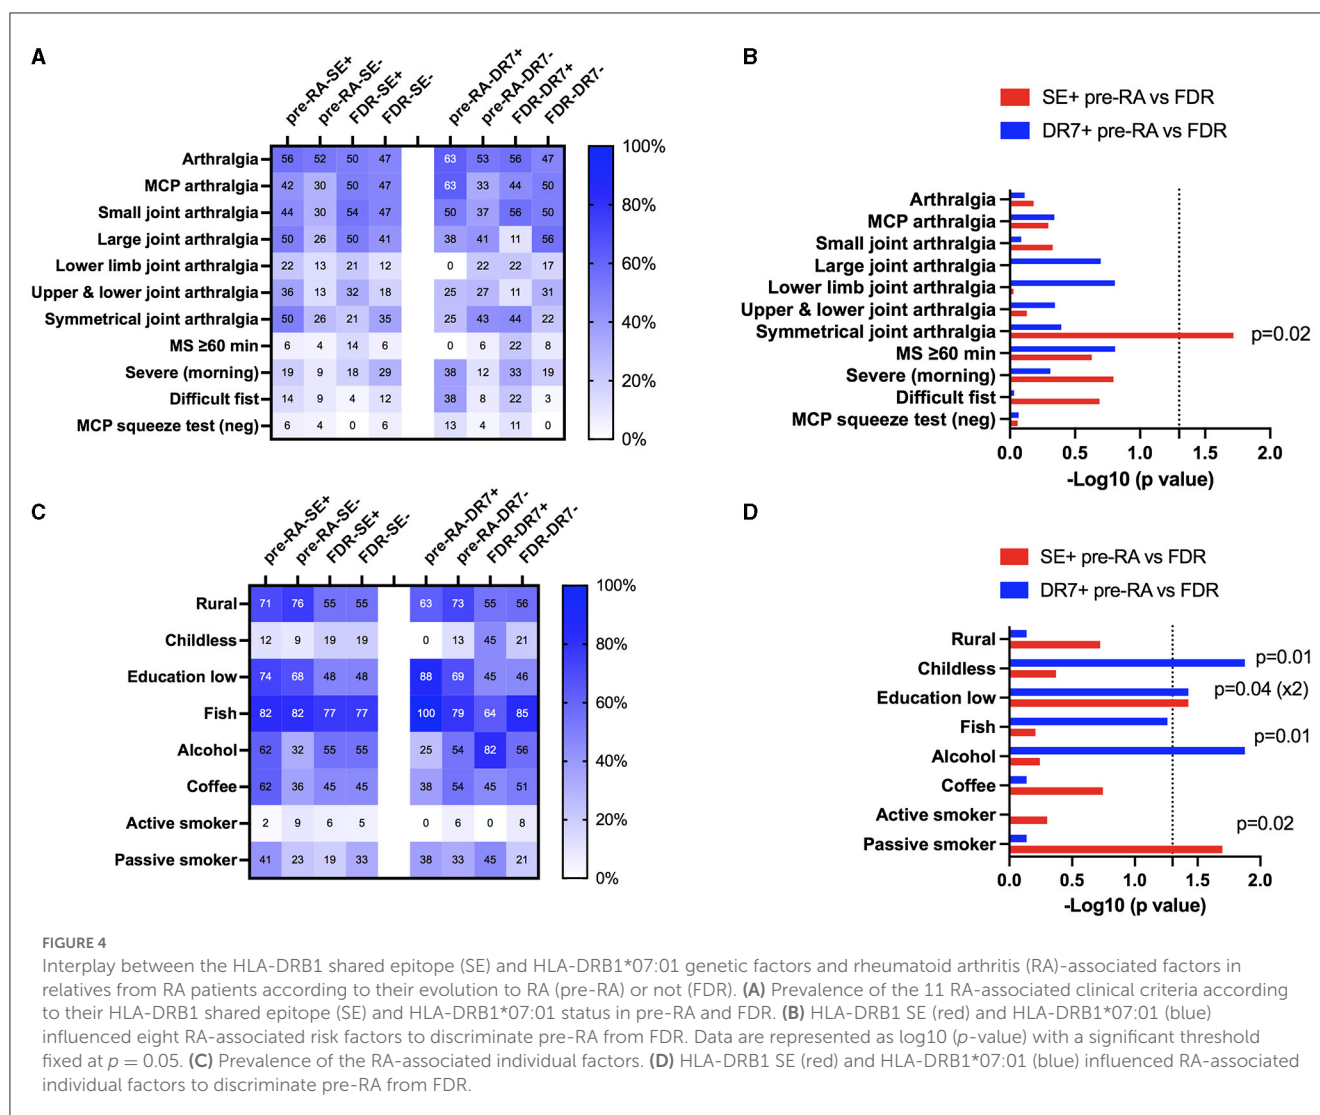 A
pre-RA-SE+
pre-RA-SE-
FDR-SE+
FDR-SE-
pre-RA-DR7+
pre-RA-DR7-
FDR-DR7+
FDR-DR7-
Arthralgia 56 52 50 47 63 53 56 47
MCP arthralgia 42 30 50 47 63 33 44 50
Small joint arthralgia 44 30 54 47 50 37 56 50
Large joint arthralgia 50 26 50 41 38 41 11 56
Lower limb joint arthralgia 22 13 21 12 0 22 22 17
Upper & lower joint arthralgia 36 13 32 18 25 27 11 31
Symmetrical joint arthralgia 50 26 21 35 25 43 44 22
MS ≥60 min 6 4 14 6 0 6 22 8
Severe (morning) 19 9 18 29 38 12 33 19
Difficult fist 14 9 4 12 38 8 22 3
MCP squeeze test (neg) 6 4 0 6 13 4 11 0
100%
80%
60%
40%
20%
0%
B
SE+ pre-RA vs FDR
DR7+ pre-RA vs FDR
Arthralgia
MCP arthralgia
Small joint arthralgia
Large joint arthralgia
Lower limb joint arthralgia
Upper & lower joint arthralgia
Symmetrical joint arthralgia
p=0.02
MS ≥60 min
Severe (morning)
Difficult fist
MCP squeeze test (neg)
0.0 0.5 1.0 1.5 2.0
-Log10 (p value)
C
pre-RA-SE+
pre-RA-SE-
FDR-SE+
FDR-SE-
pre-RA-DR7+
pre-RA-DR7-
FDR-DR7+
FDR-DR7-
Rural 71 76 55 55 63 73 55 56
Childless 12 9 19 19 0 13 45 21
Education low 74 68 48 48 88 69 45 46
Fish 82 82 77 77 100 79 64 85
Alcohol 62 32 55 55 25 54 82 56
Coffee 62 36 45 45 38 54 45 51
Active smoker 2 9 6 5 0 6 0 8
Passive smoker 41 23 19 33 38 33 45 21
100%
80%
60%
40%
20%
0%
D
SE+ pre-RA vs FDR
DR7+ pre-RA vs FDR
Rural
Childless
p=0.01
Education low
p=0.04 (x2)
Fish
p=0.01
Alcohol
Coffee
Active smoker
p=0.02
Passive smoker
0.0 0.5 1.0 1.5 2.0
-Log10 (p value)
FIGURE 4
Interplay between the HLA-DRB1 shared epitope (SE) and HLA-DRB1*07:01 genetic factors and rheumatoid arthritis (RA)-associated factors in
relatives from RA patients according to their evolution to RA (pre-RA) or not (FDR). (A) Prevalence of the 11 RA-associated clinical criteria according
to their HLA-DRB1 shared epitope (SE) and HLA-DRB1*07:01 status in pre-RA and FDR. (B) HLA-DRB1 SE (red) and HLA-DRB1*07:01 (blue)
influenced eight RA-associated risk factors to discriminate pre-RA from FDR. Data are represented as log10 (p-value) with a significant threshold
fixed at p = 0.05. (C) Prevalence of the RA-associated individual factors. (D) HLA-DRB1 SE (red) and HLA-DRB1*07:01 (blue) influenced RA-associated
individual factors to discriminate pre-RA from FDR.